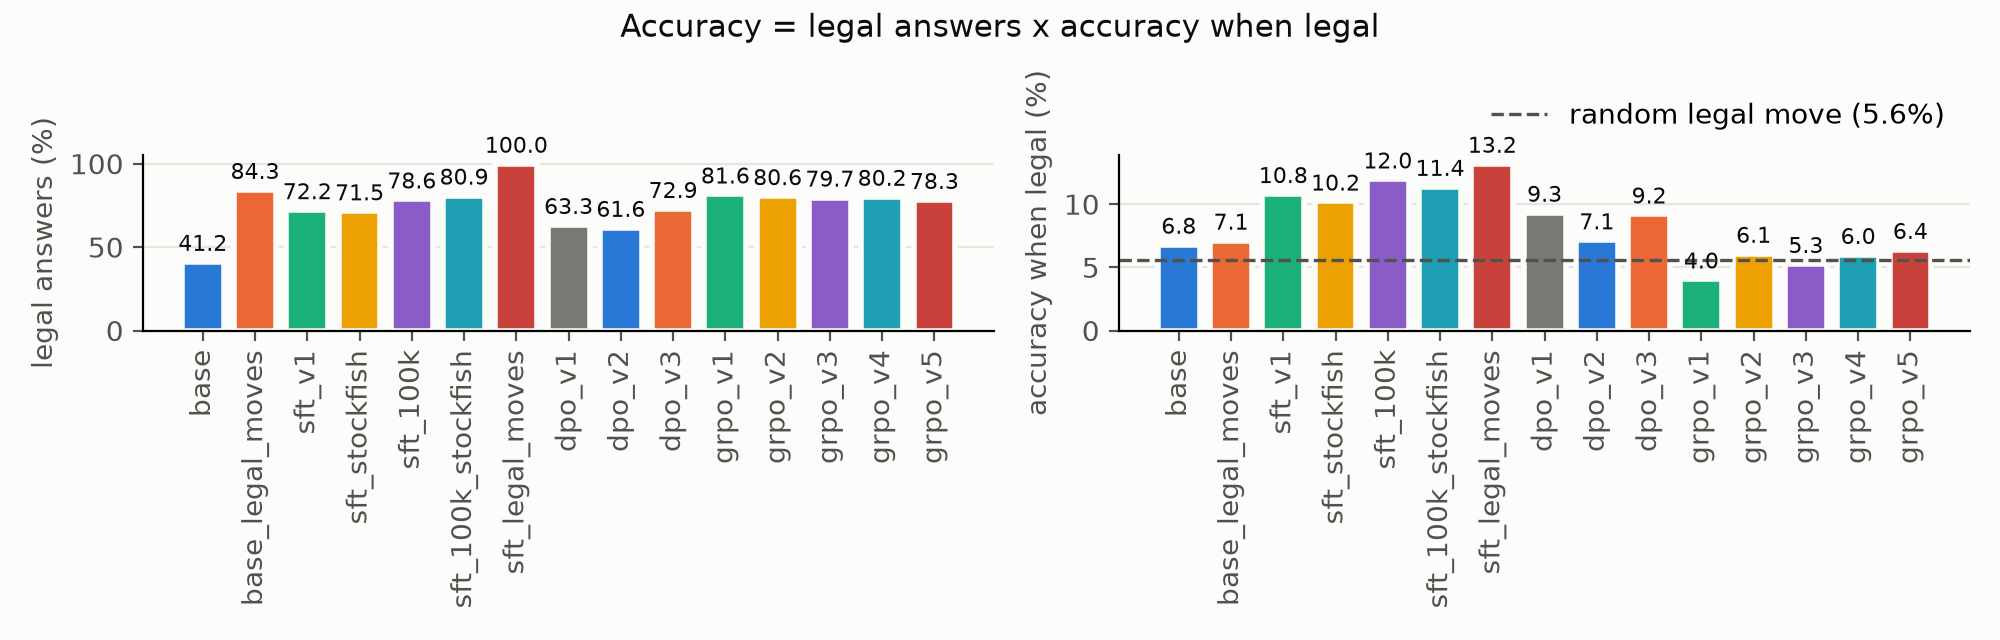 Accuracy = legal answers x accuracy when legal
legal answers (%)
100
50
0
41.2
84.3
72.2
71.5
78.6
80.9
100.0
63.3
61.6
72.9
81.6
80.6
79.7
80.2
78.3
base
base_legal_moves
sft_v1
sft_stockfish
sft_100k
sft_100k_stockfish
sft_legal_moves
dpo_v1
dpo_v2
dpo_v3
grpo_v1
grpo_v2
grpo_v3
grpo_v4
grpo_v5
accuracy when legal (%)
random legal move (5.6%)
10
5
0
6.8
7.1
10.8
10.2
12.0
11.4
13.2
9.3
7.1
9.2
4.0
6.1
5.3
6.0
6.4
base
base_legal_moves
sft_v1
sft_stockfish
sft_100k
sft_100k_stockfish
sft_legal_moves
dpo_v1
dpo_v2
dpo_v3
grpo_v1
grpo_v2
grpo_v3
grpo_v4
grpo_v5